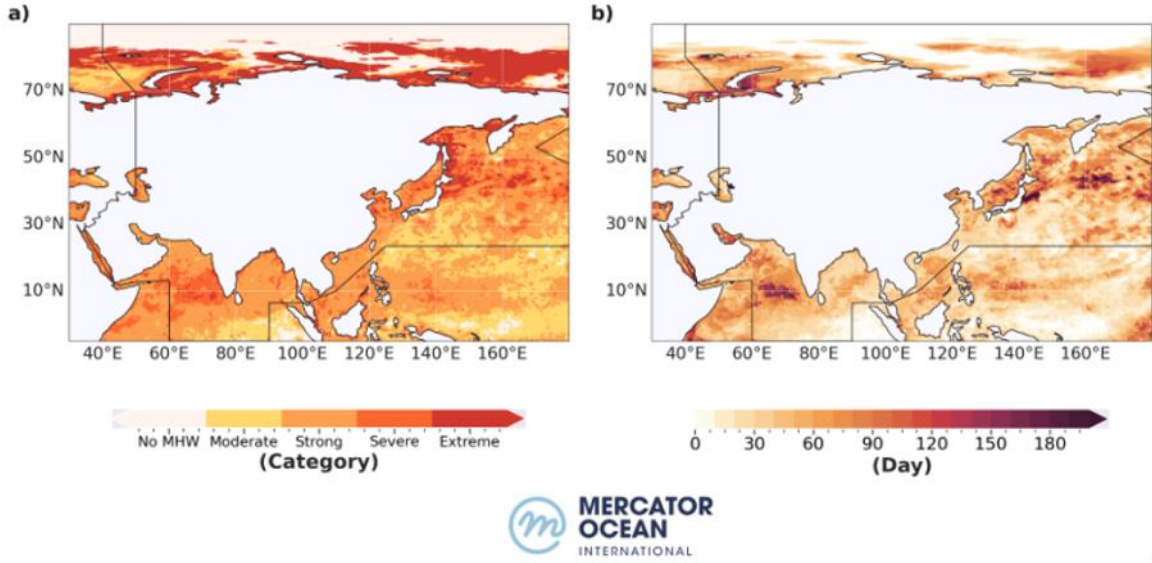 a)
70°N
50°N
30°N
10°N
40°E 60°E 80°E 100°E 120°E 140°E 160°E
No MHW Moderate Strong Severe Extreme
(Category)
b)
70°N
50°N
30°N
10°N
40°E 60°E 80°E 100°E 120°E 140°E 160°E
0 30 60 90 120 150 180
(Day)
m
MERCATOR
OCEAN
INTERNATIONAL